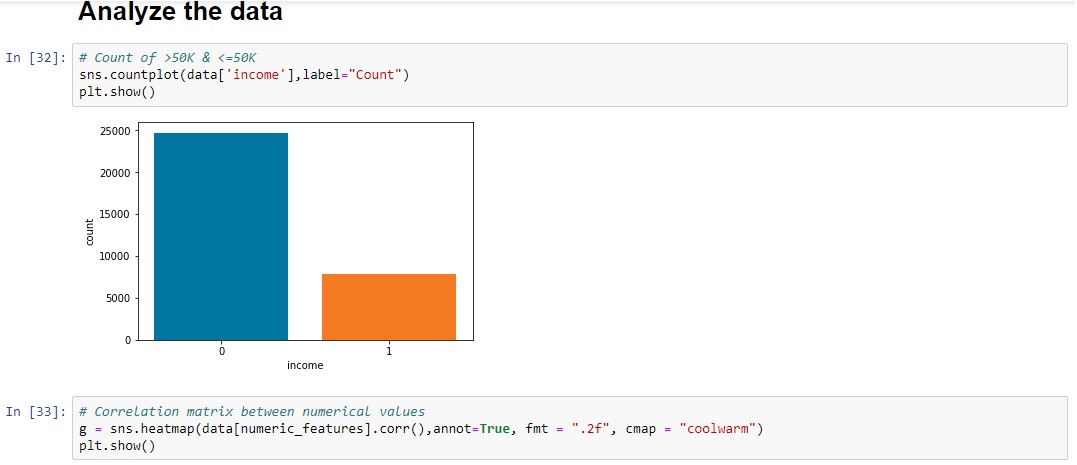 Analyze the data
In [32]: # Count of >50K & <=50K
sns.countplot(data['income'],label="Count")
plt.show()
25000
20000
15000
10000
5000
0
count
0 1
income
In [33]: # Correlation matrix between numerical values
g = sns.heatmap(data[numeric_features].corr(),annot=True, fmt = ".2f", cmap = "coolwarm")
plt.show()